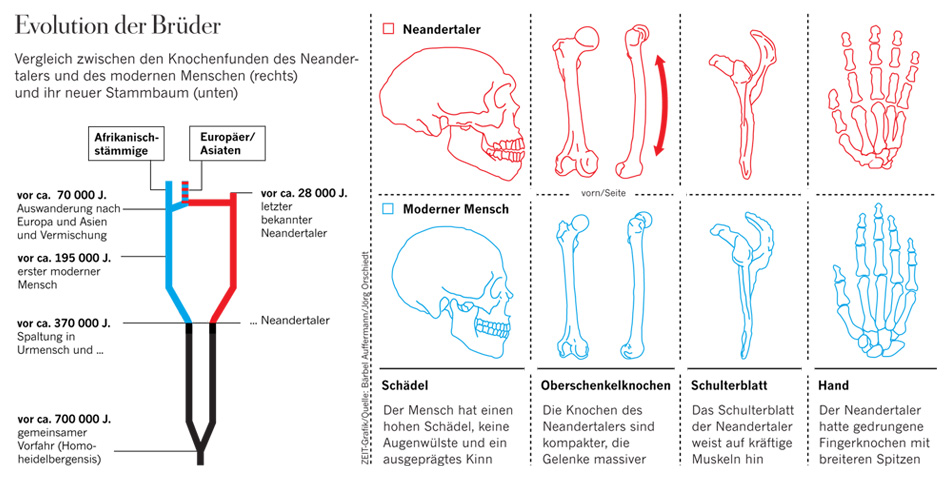 Evolution der Brüder
Vergleich zwischen den Knochenfunden des Neander-
talers und des modernen Menschen (rechts)
und ihr neuer Stammbaum (unten)
Afrikanisch-
stämmige
Europäer/
Asiaten
vor ca. 70 000 J.
Auswanderung nach
Europa und Asien
und Vermischung
vor ca. 28 000 J.
letzter
bekannter
Neandertaler
vor ca. 195 000 J.
erster moderner
Mensch
vor ca. 370 000 J.
Spaltung in
Urmensch und ...
... Neandertaler
vor ca. 700 000 J.
gemeinsamer
Vorfahr (Homo-
heidelbergensis)
ZEIT-Grafik/Quelle: Bärbel Auffermann/Jörg Orschiedt
Neandertaler
vorn/Seite
Moderner Mensch
Schädel
Der Mensch hat einen
hohen Schädel, keine
Augenwülste und ein
ausgeprägtes Kinn
Oberschenkelknochen
Die Knochen des
Neandertalers sind
kompakter, die
Gelenke massiver
Schulterblatt
Das Schulterblatt
der Neandertaler
weist auf kräftige
Muskeln hin
Hand
Der Neandertaler
hatte gedrungene
Fingerknochen mit
breiteren Spitzen